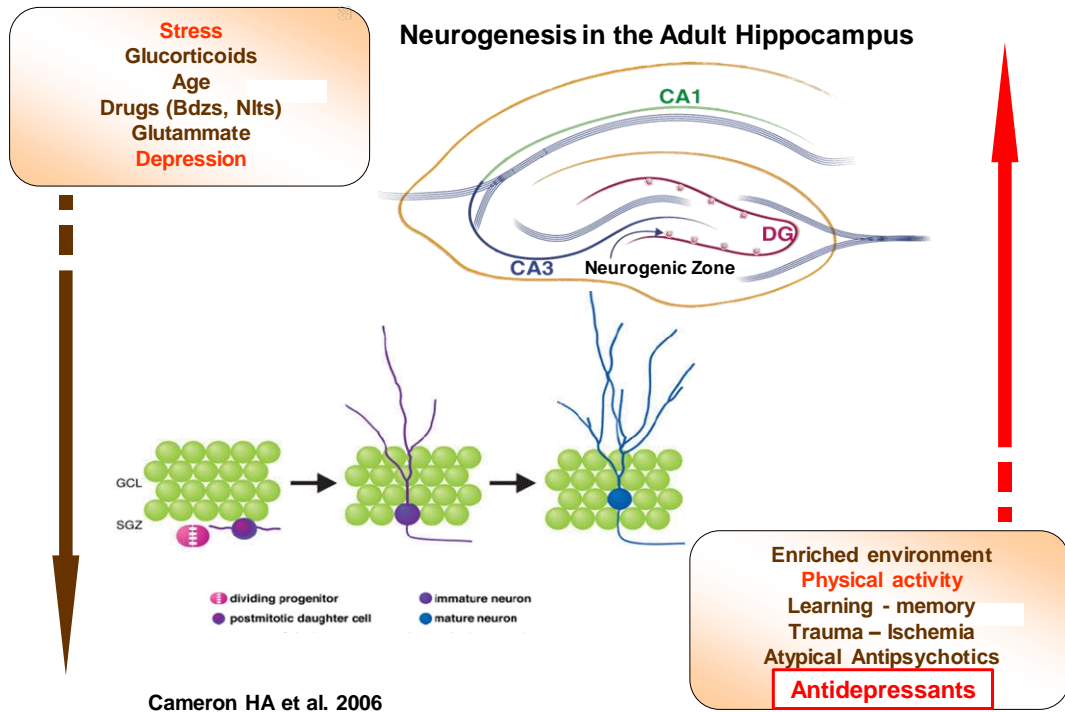 Stress
Glucorticoids
Age
Drugs (Bdzs, Nlts)
Glutammate
Depression
Neurogenesis in the Adult Hippocampus
CA1
DG
CA3
Neurogenic Zone
GCL
SGZ
dividing progenitor
immature neuron
postmitotic daughter cell
mature neuron
Enriched environment
Physical activity
Learning - memory
Trauma – Ischemia
Atypical Antipsychotics
Antidepressants
Cameron HA et al. 2006